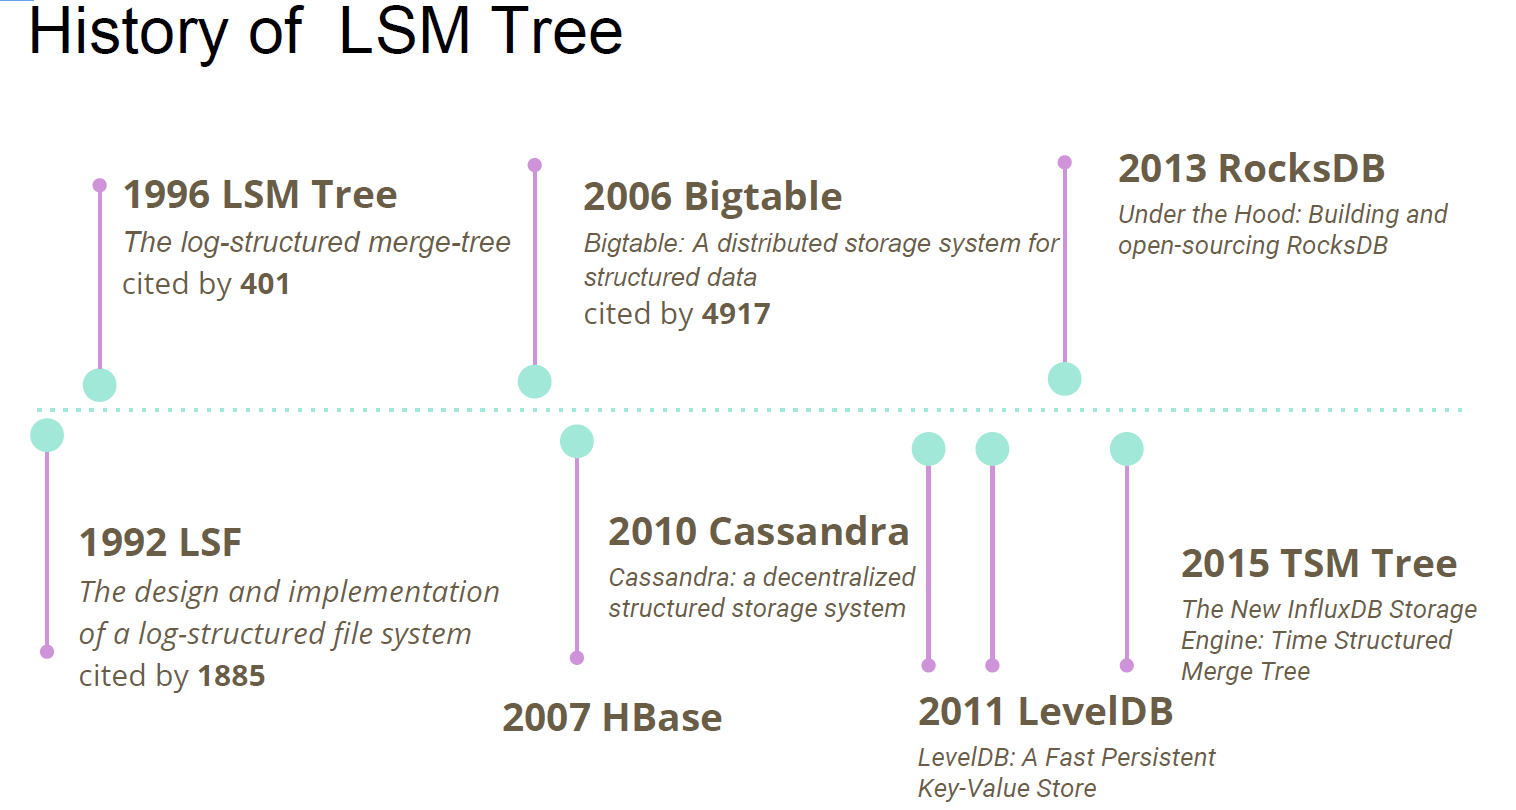 History of  LSM Tree
1996 LSM Tree
The log-structured merge-tree
cited by 401
2006 Bigtable
Bigtable: A distributed storage system for
structured data
cited by 4917
2013 RocksDB
Under the Hood: Building and
open-sourcing RocksDB
1992 LSF
The design and implementation
of a log-structured file system
cited by 1885
2007 HBase
2010 Cassandra
Cassandra: a decentralized
structured storage system
2011 LevelDB
LevelDB: A Fast Persistent
Key-Value Store
2015 TSM Tree
The New InfluxDB Storage
Engine: Time Structured
Merge Tree